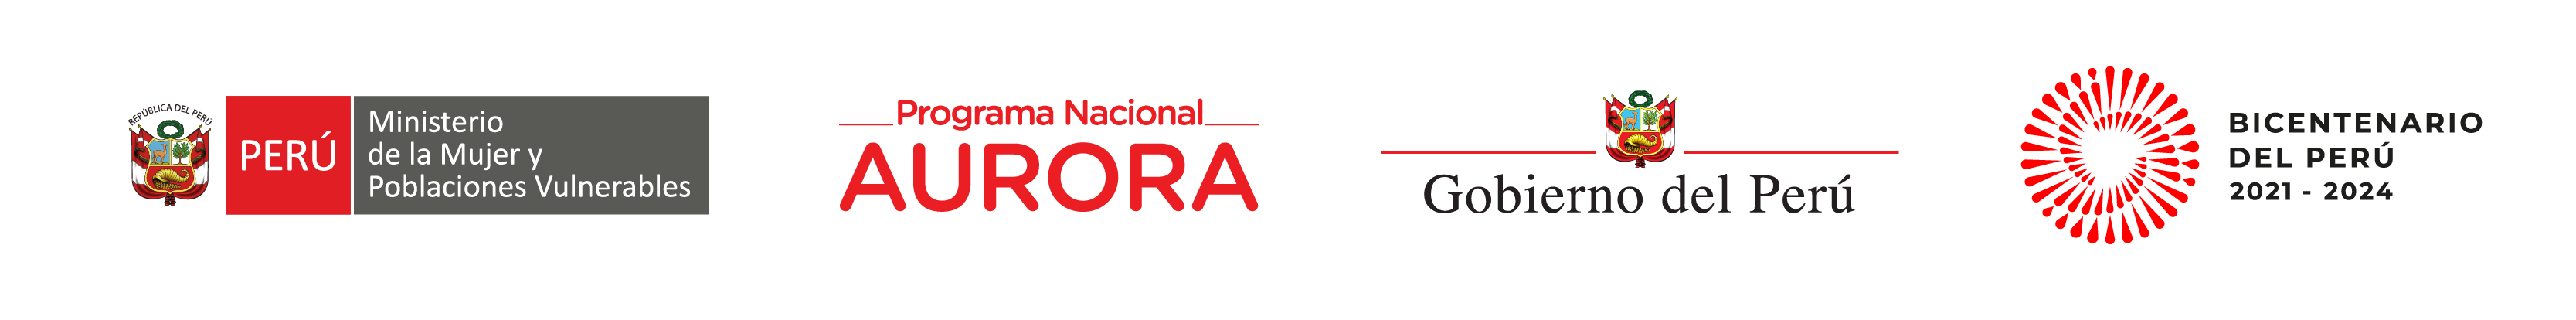 REPÚBLICA DEL PERÚ
PERÚ
Ministerio
de la Mujer y
Poblaciones Vulnerables
Programa Nacional
AURORA
Gobierno del Perú
BICENTENARIO
DEL PERÚ
2021 - 2024